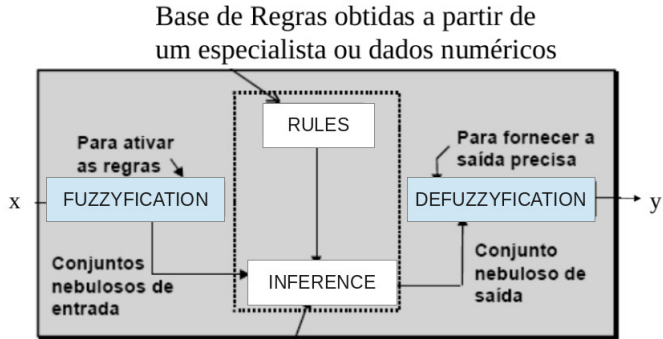 Base de Regras obtidas a partir de
um especialista ou dados numéricos
RULES
Para ativar
as regras
Para fornecer a
saída precisa
x
FUZZYFICATION
DEFUZZYFICATION
y
Conjuntos
nebulosos de
entrada
INFERENCE
Conjunto
nebuloso de
saída